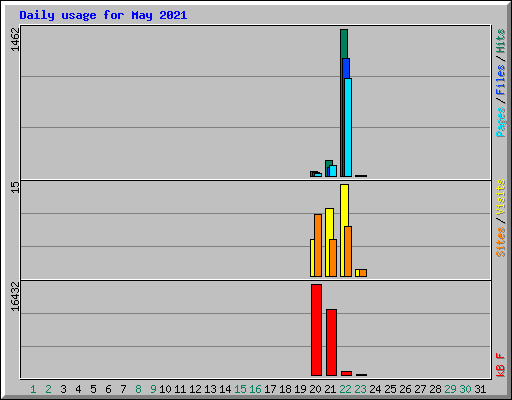 Daily usage for May 2021
1462
Pages/Files/Hits
15
Sites/Visits
16432
kB F
1 2 3 4 5 6 7 8 9 10 11 12 13 14 15 16 17 18 19 20 21 22 23 24 25 26 27 28 29 30 31